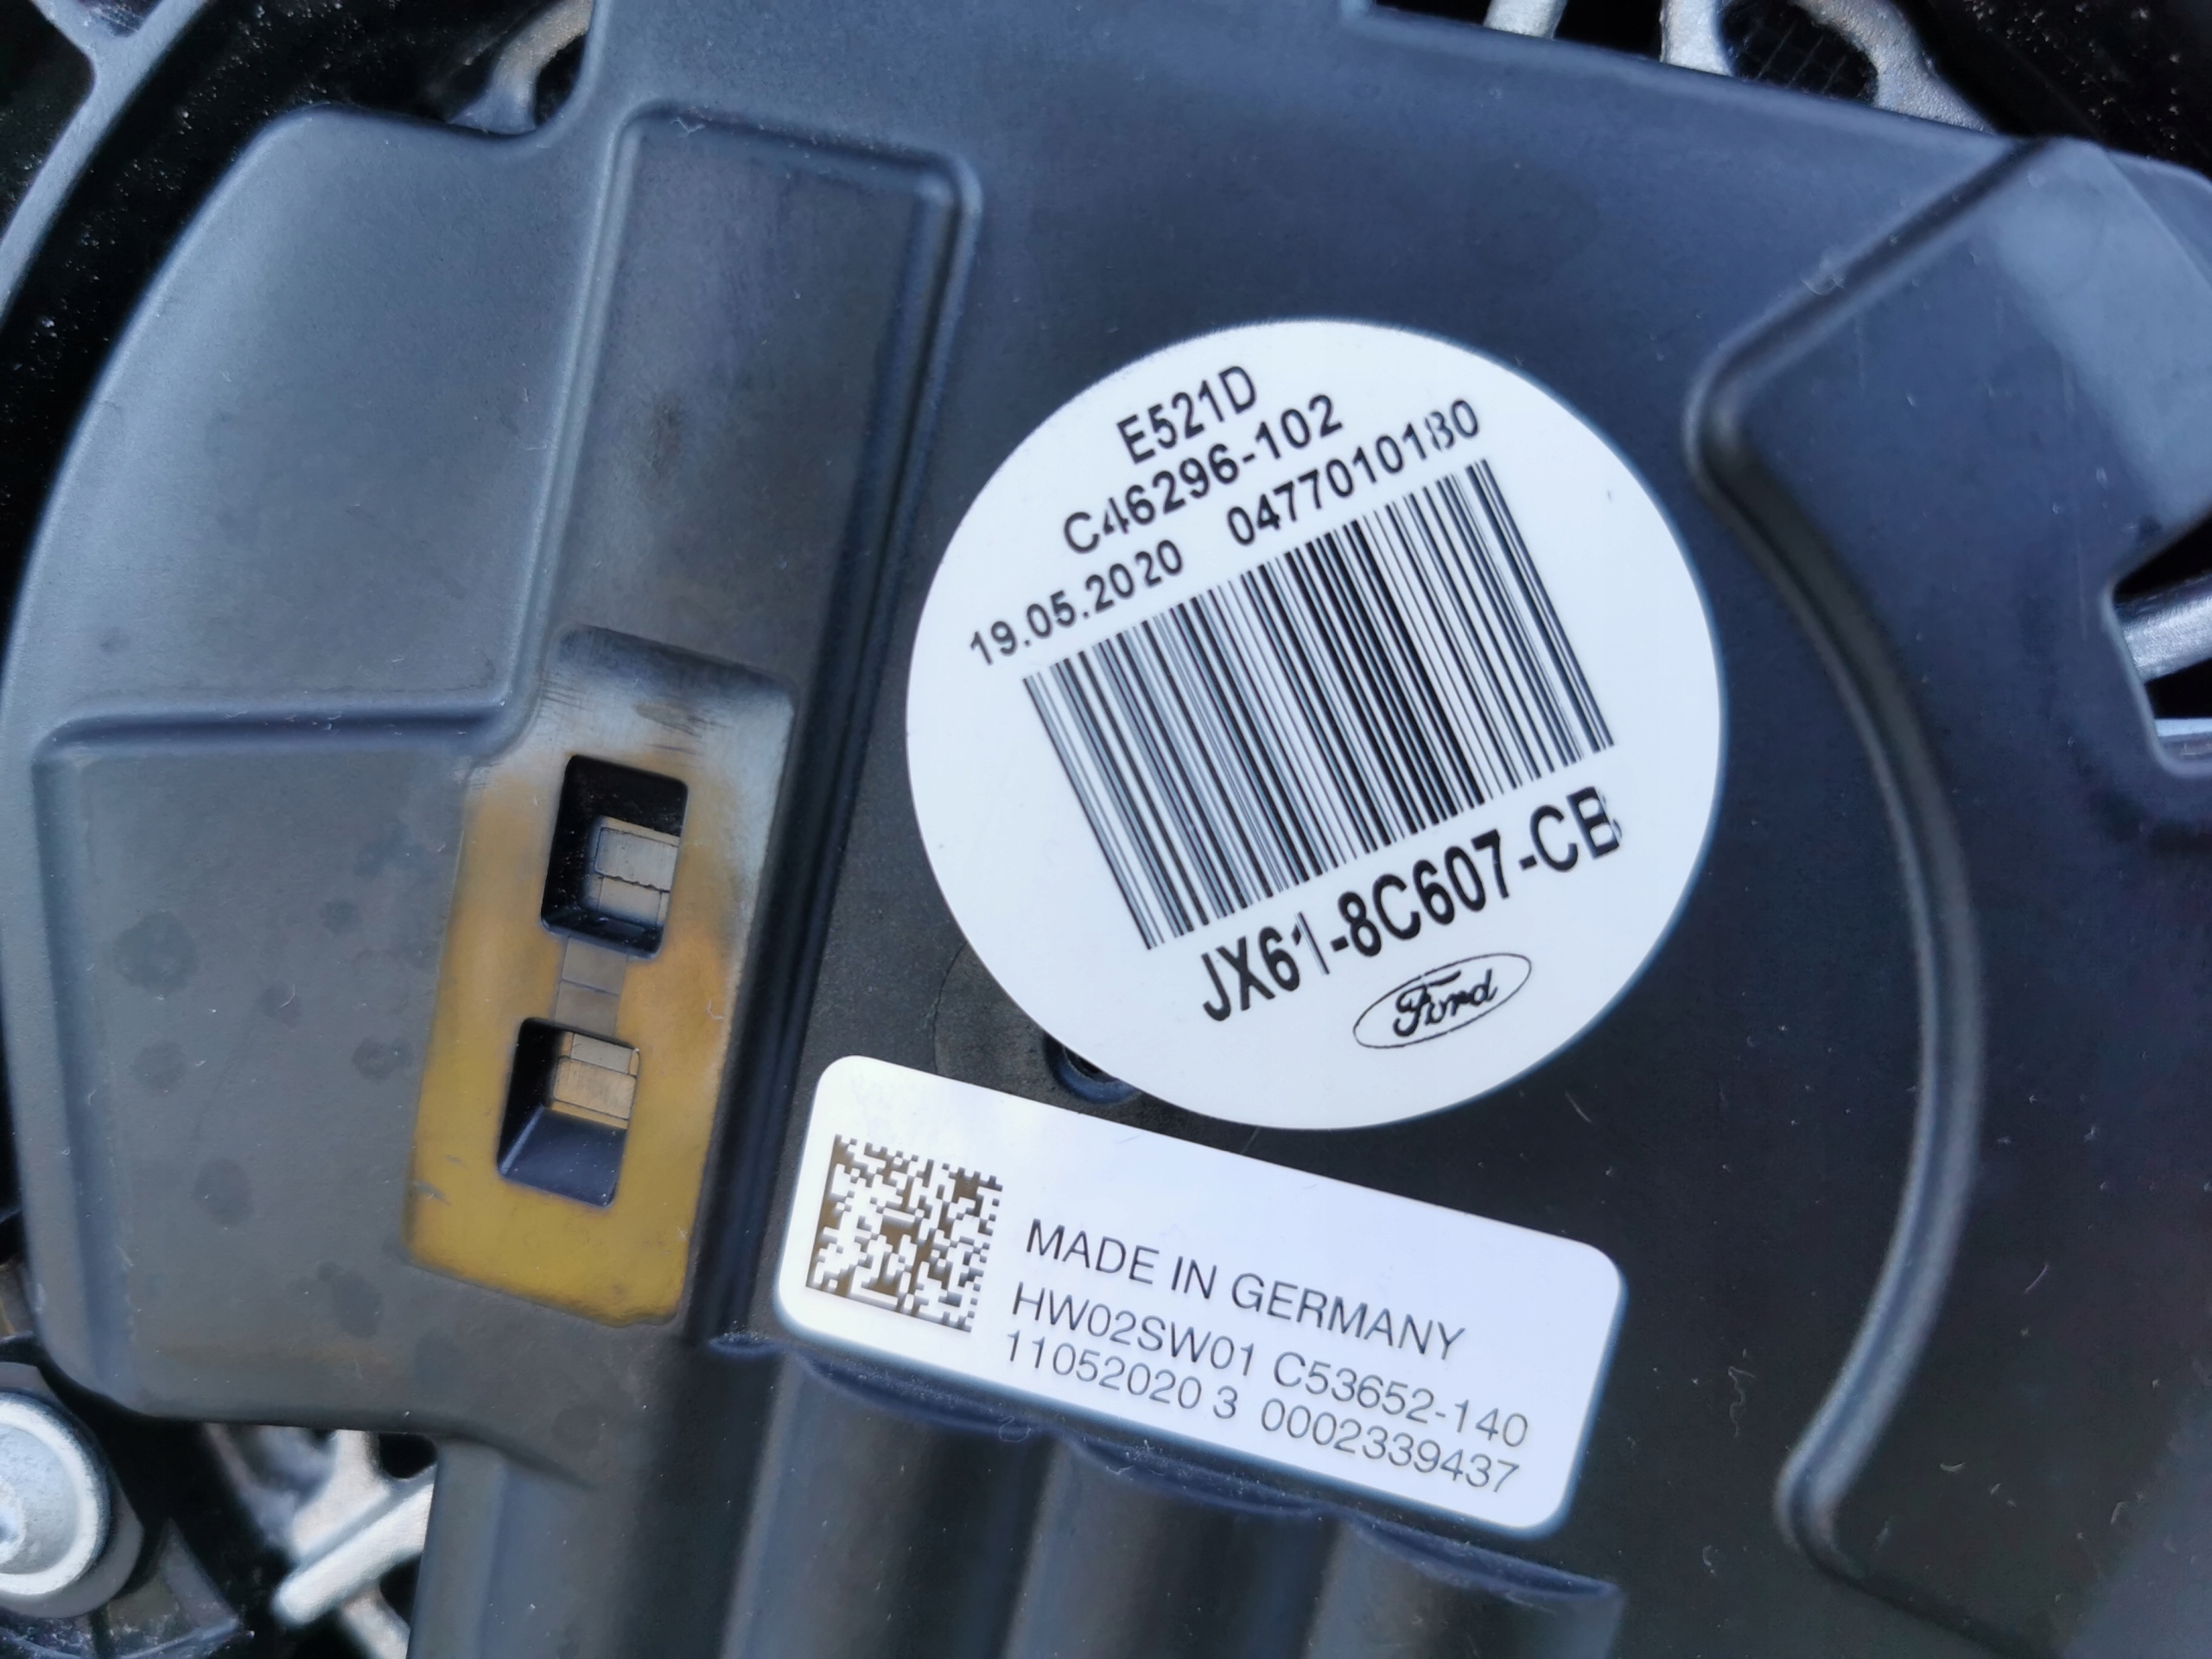 E521D
C46296-102
19.05.2020 0477010180
JX61-8C607-CB
Ford
MADE IN GERMANY
HW02SW01 C53652-140
11052020 3 0002339437